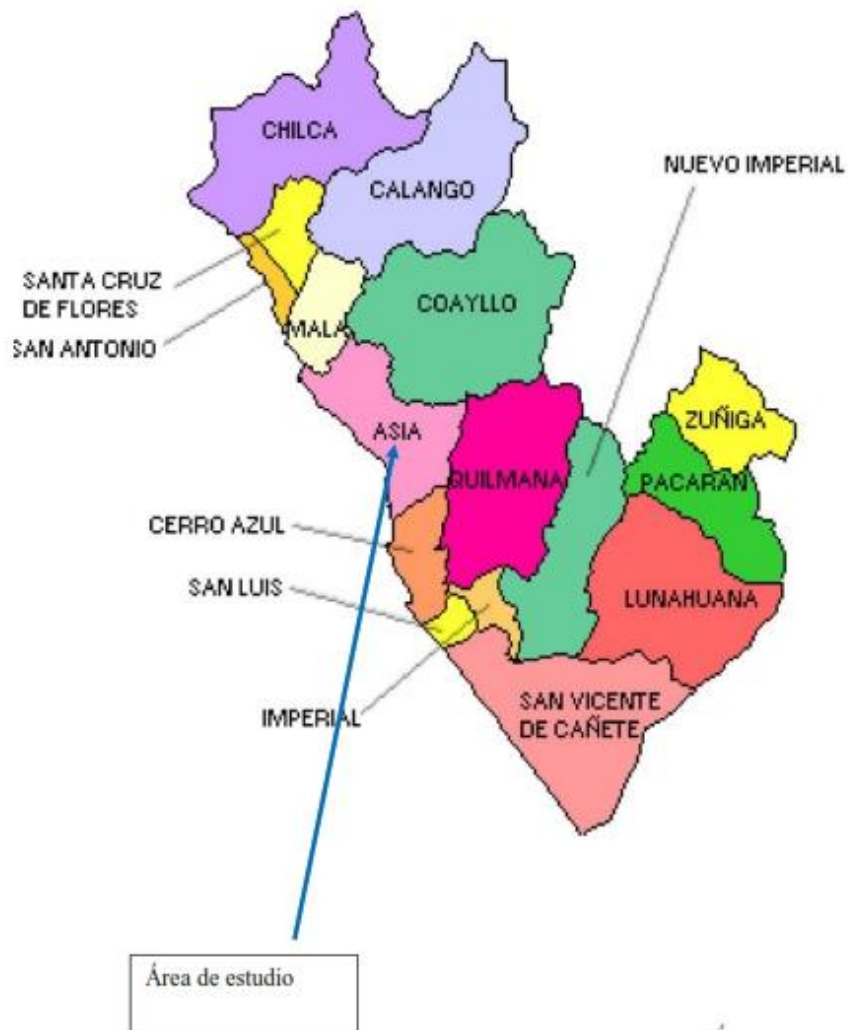 CHILCA
CALANGO
NUEVO IMPERIAL
SANTA CRUZ
DE FLORES
COAYLLO
MALA
SAN ANTONIO
ZUÑIGA
ASIA
QUILMANA
PACARAN
CERRO AZUL
SAN LUIS
LUNAHUANA
IMPERIAL
SAN VICENTE
DE CAÑETE
Área de estudio